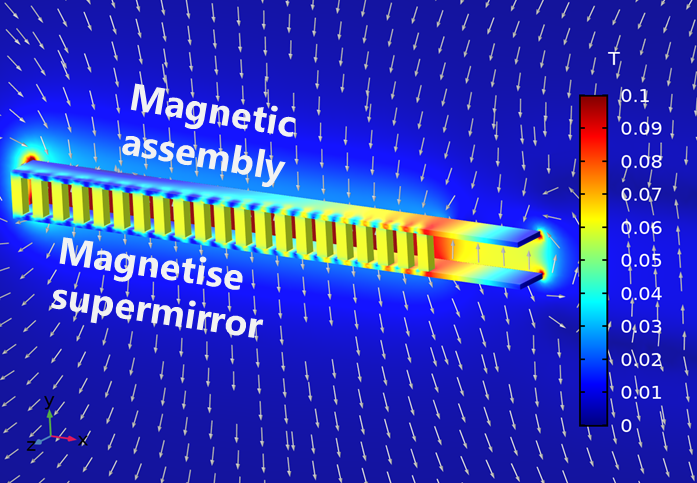 T
Magnetic
assembly
0.1
0.09
0.08
0.07
0.06
0.05
0.04
0.03
0.02
0.01
0
Magnetise
supermirror
y
z
x